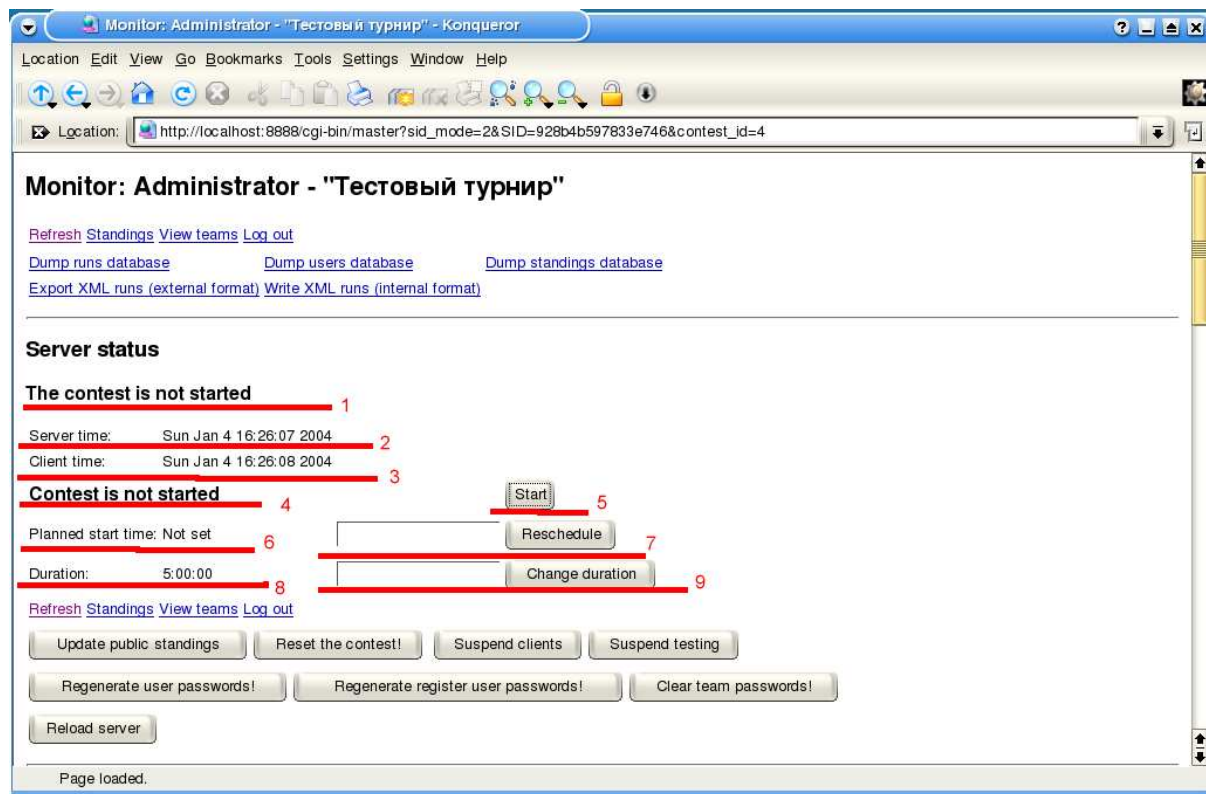 Monitor: Administrator - "Тестовый турнир" - Konqueror
Location Edit View Go Bookmarks Tools Settings Window Help
Location: http://localhost:8888/cgi-bin/master?sid_mode=2&SID=928b4b597833e746&contest_id=4
Monitor: Administrator - "Тестовый турнир"
Refresh Standings View teams Log out
Dump runs database Dump users database Dump standings database
Export XML runs (external format) Write XML runs (internal format)
Server status
The contest is not started 1
Server time: Sun Jan 4 16:26:07 2004 2
Client time: Sun Jan 4 16:26:08 2004 3
Contest is not started 4 Start 5
Planned start time: Not set 6 Reschedule 7
Duration: 5:00:00 8 Change duration 9
Refresh Standings View teams Log out
Update public standings Reset the contest! Suspend clients Suspend testing
Regenerate user passwords! Regenerate register user passwords! Clear team passwords!
Reload server
Page loaded.